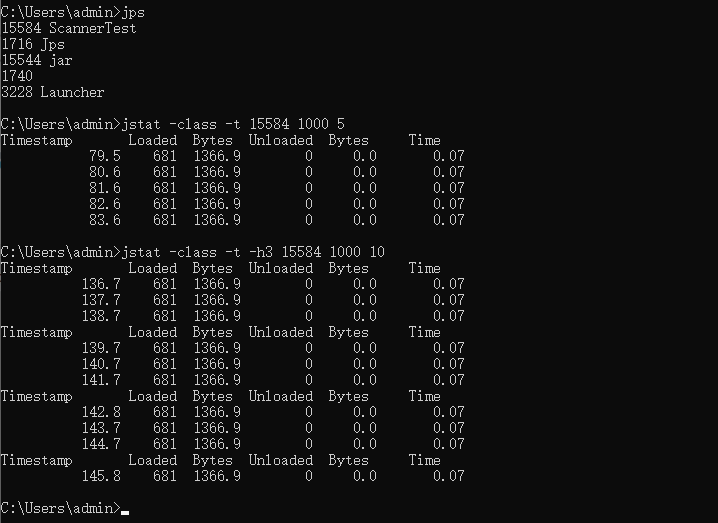 C:\Users\admin>jps
15584 ScannerTest
1716 Jps
15544 jar
1740
3228 Launcher
C:\Users\admin>jstat -class -t 15584 1000 5
Timestamp       Loaded  Bytes  Unloaded  Bytes     Time
           79.5    681  1366.9        0     0.0       0.07
           80.6    681  1366.9        0     0.0       0.07
           81.6    681  1366.9        0     0.0       0.07
           82.6    681  1366.9        0     0.0       0.07
           83.6    681  1366.9        0     0.0       0.07
C:\Users\admin>jstat -class -t -h3 15584 1000 10
Timestamp       Loaded  Bytes  Unloaded  Bytes     Time
          136.7    681  1366.9        0     0.0       0.07
          137.7    681  1366.9        0     0.0       0.07
          138.7    681  1366.9        0     0.0       0.07
Timestamp       Loaded  Bytes  Unloaded  Bytes     Time
          139.7    681  1366.9        0     0.0       0.07
          140.7    681  1366.9        0     0.0       0.07
          141.7    681  1366.9        0     0.0       0.07
Timestamp       Loaded  Bytes  Unloaded  Bytes     Time
          142.8    681  1366.9        0     0.0       0.07
          143.7    681  1366.9        0     0.0       0.07
          144.7    681  1366.9        0     0.0       0.07
Timestamp       Loaded  Bytes  Unloaded  Bytes     Time
          145.8    681  1366.9        0     0.0       0.07
C:\Users\admin>